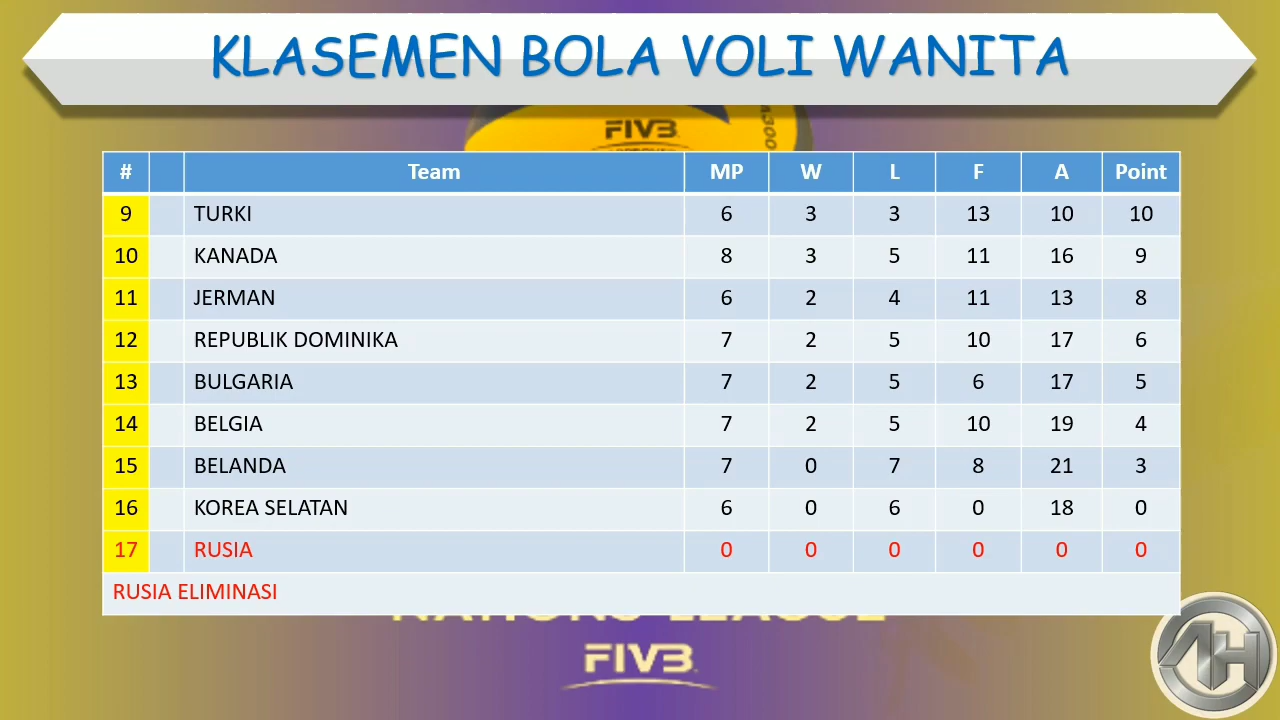 KLASEMEN BOLA VOLI WANITA
FIVB
# Team MP W L F A Point
9 TURKI 6 3 3 13 10 10
10 KANADA 8 3 5 11 16 9
11 JERMAN 6 2 4 11 13 8
12 REPUBLIK DOMINIKA 7 2 5 10 17 6
13 BULGARIA 7 2 5 6 17 5
14 BELGIA 7 2 5 10 19 4
15 BELANDA 7 0 7 8 21 3
16 KOREA SELATAN 6 0 6 0 18 0
17 RUSIA 0 0 0 0 0 0
RUSIA ELIMINASI
NATIONS LEAGUE
FIVB
AH